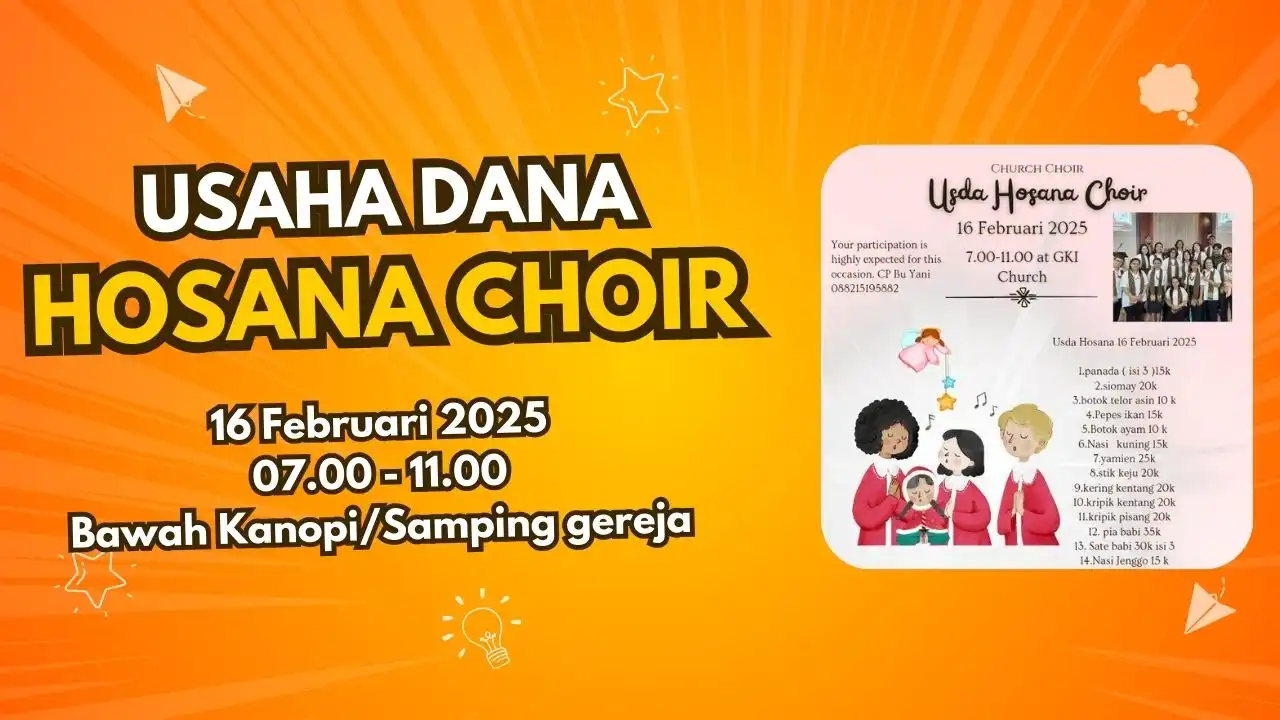 USAHA DANA
HOSANA CHOIR
16 Februari 2025
07.00 - 11.00
Bawah Kanopi/Samping gereja
CHURCH CHOIR
Usda Hosana Choir
16 Februari 2025
7.00-11.00 at GKI
Church
Your participation is
highly expected for this
occasion. CP Bu Yani
088215195882
Usda Hosana 16 Februari 2025
1.panada ( isi 3 )15k
2.siomay 20k
3.botok telor asin 10 k
4.Pepes ikan 15k
5.Botok ayam 10 k
6.Nasi kuning 15k
7.yamien 25k
8.stik keju 20k
9.kering kentang 20k
10.kripik kentang 20k
11.kripik pisang 20k
12. pia babi 35k
13. Sate babi 30k isi 3
14.Nasi Jenggo 15 k